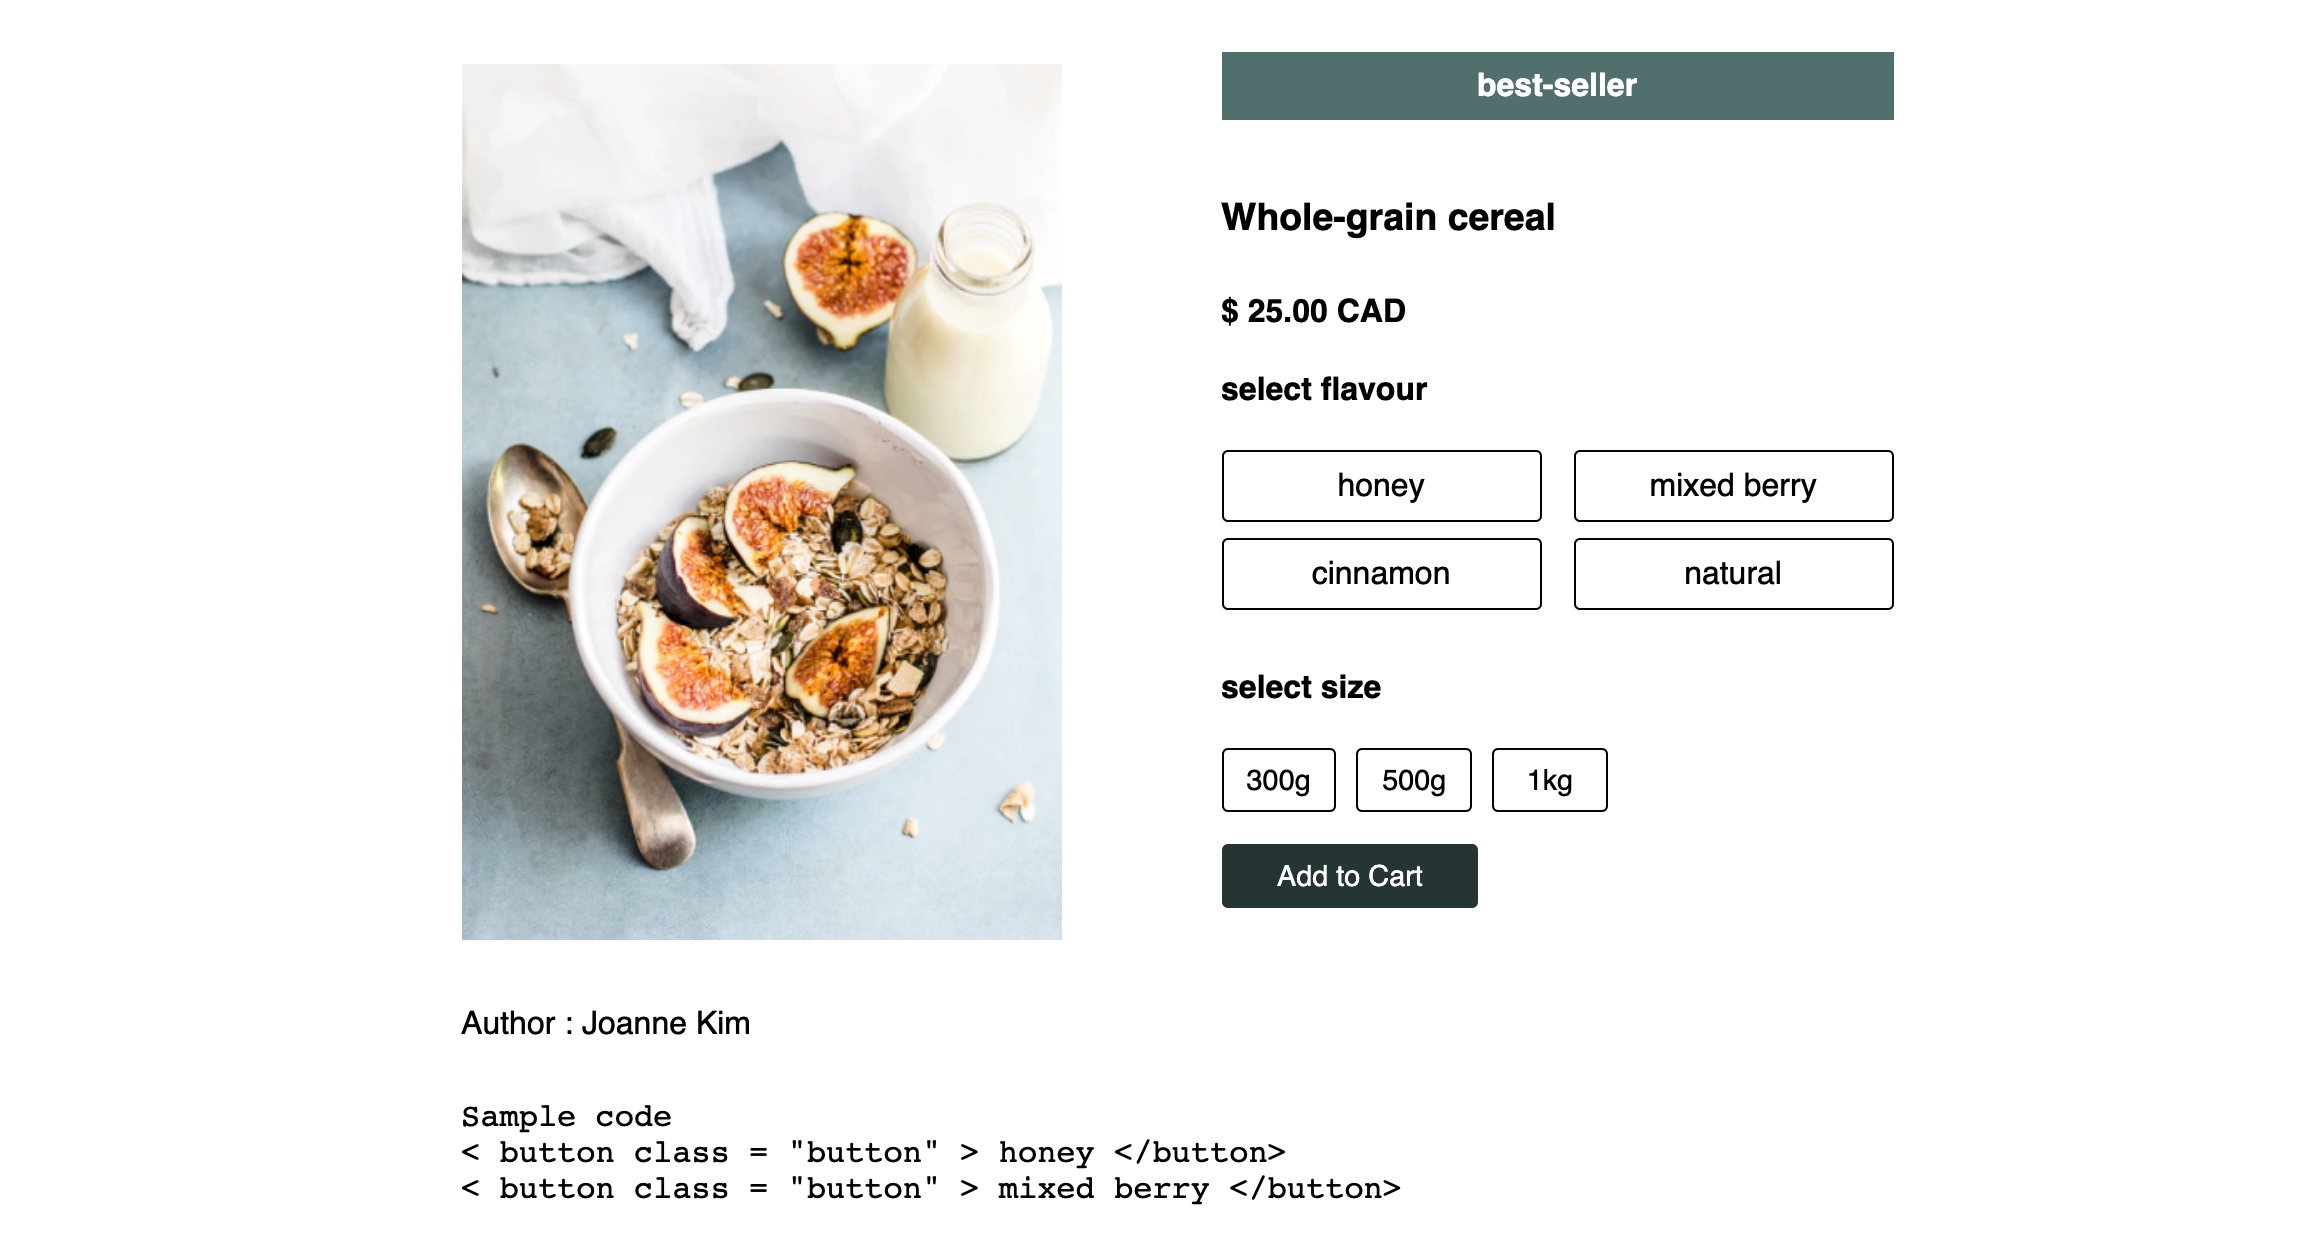 best-seller
Whole-grain cereal
$ 25.00 CAD
select flavour
honey
mixed berry
cinnamon
natural
select size
300g
500g
1kg
Add to Cart
Author : Joanne Kim
Sample code
< button class = "button" > honey </button>
< button class = "button" > mixed berry </button>